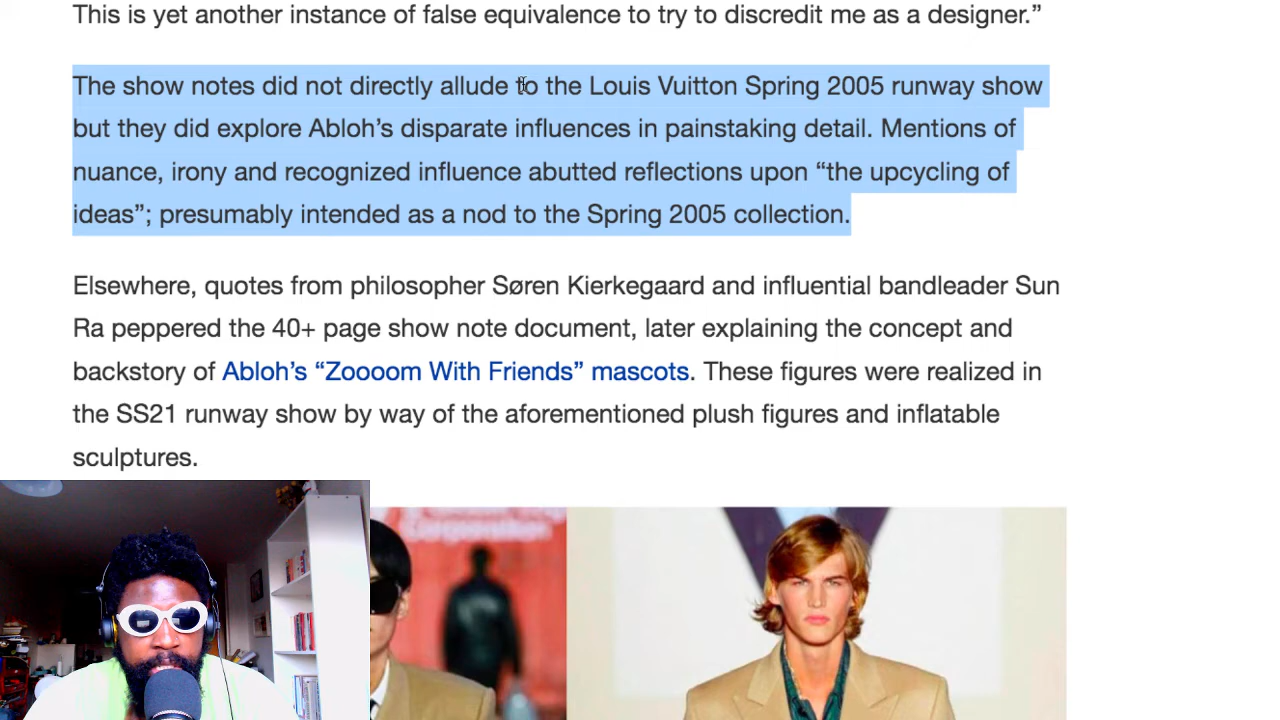 This is yet another instance of false equivalence to try to discredit me as a designer.”
The show notes did not directly allude to the Louis Vuitton Spring 2005 runway show
but they did explore Abloh’s disparate influences in painstaking detail. Mentions of
nuance, irony and recognized influence abutted reflections upon “the upcycling of
ideas”; presumably intended as a nod to the Spring 2005 collection.
Elsewhere, quotes from philosopher Søren Kierkegaard and influential bandleader Sun
Ra peppered the 40+ page show note document, later explaining the concept and
backstory of Abloh’s “Zoooom With Friends” mascots. These figures were realized in
the SS21 runway show by way of the aforementioned plush figures and inflatable
sculptures.
Corporation